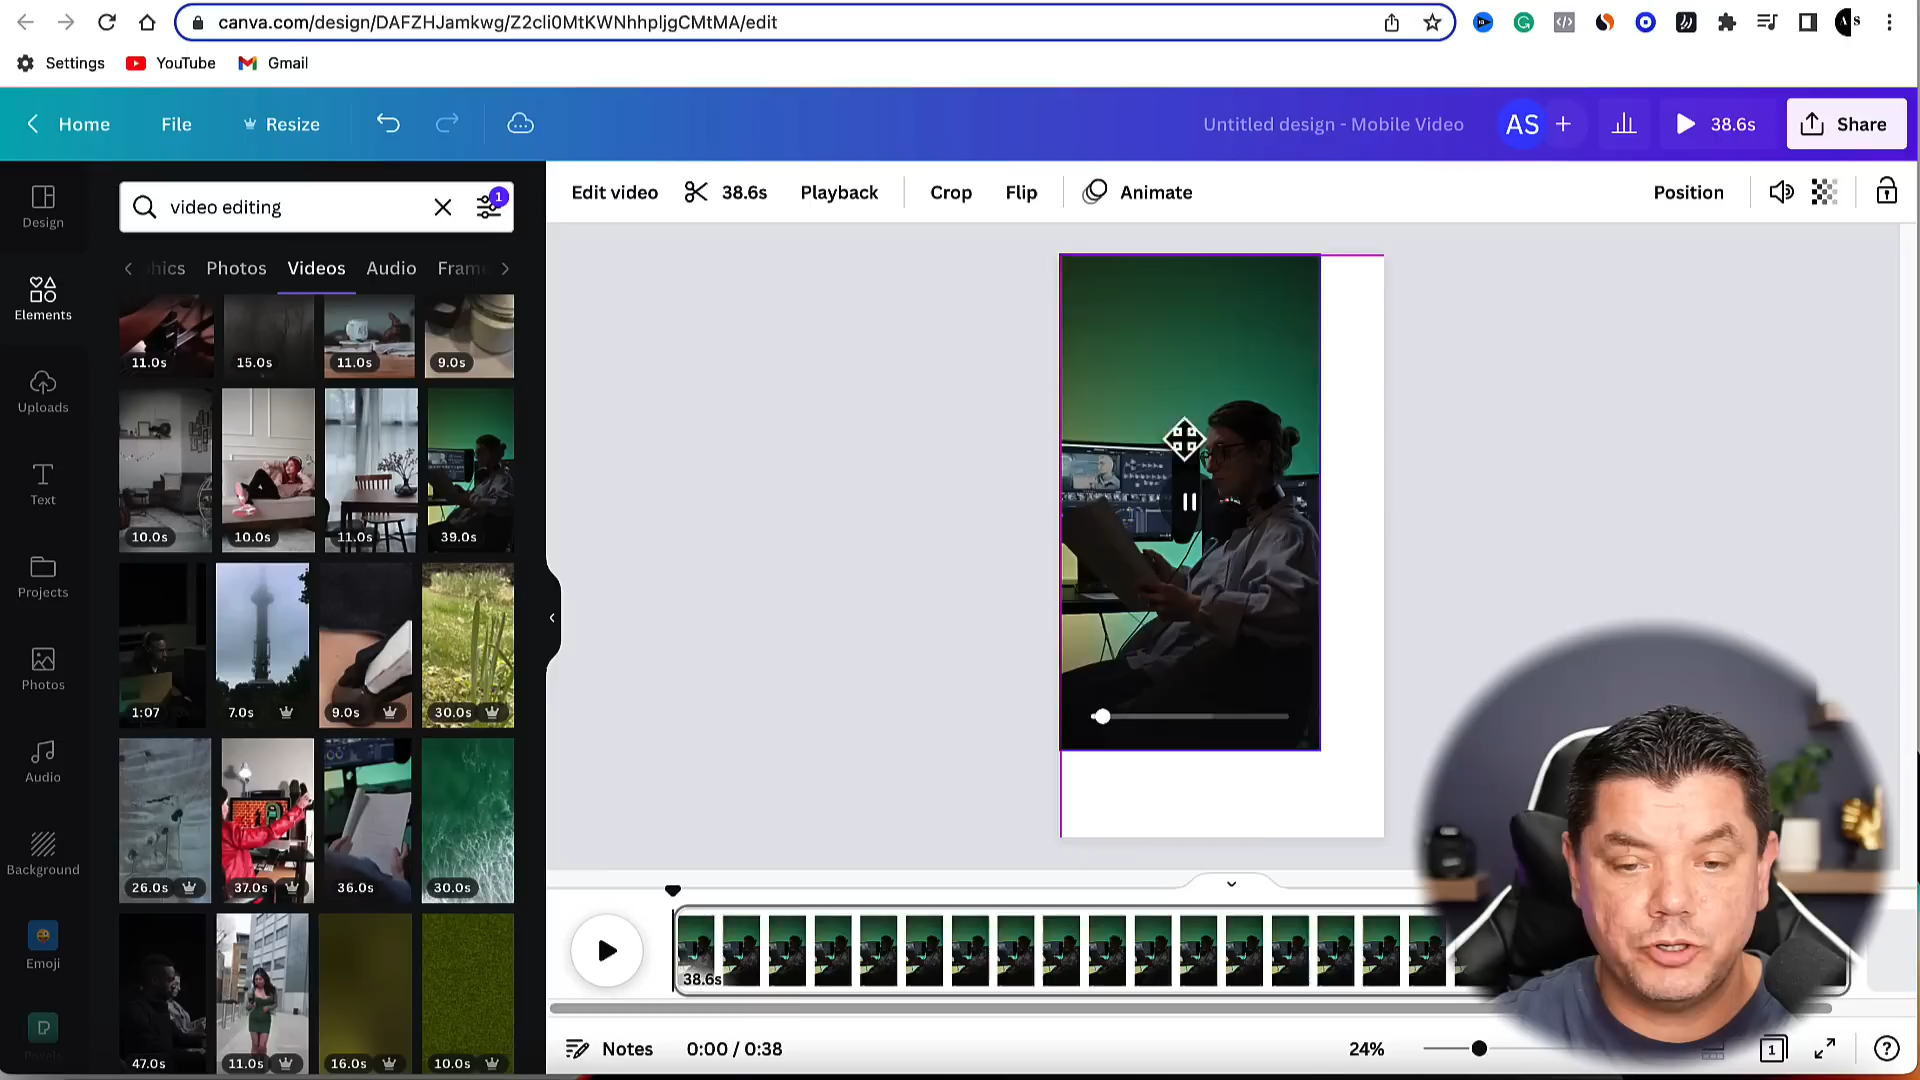 canva.com/design/DAFZHJamkwg/Z2cli0MtKWNhhpIjgCMtMA/edit
Settings
YouTube
Gmail
Home
File
Resize
Untitled design - Mobile Video
AS
+
38.6s
Share
Design
Elements
Uploads
Text
Projects
Photos
Audio
Background
Emoji
video editing
1
hics
Photos
Videos
Audio
Frame
11.0s
15.0s
11.0s
9.0s
10.0s
10.0s
11.0s
39.0s
1:07
7.0s
9.0s
30.0s
26.0s
37.0s
36.0s
30.0s
47.0s
11.0s
16.0s
10.0s
Edit video
38.6s
Playback
Crop
Flip
Animate
Position
38.6s
Notes
0:00 / 0:38
24%
1
?